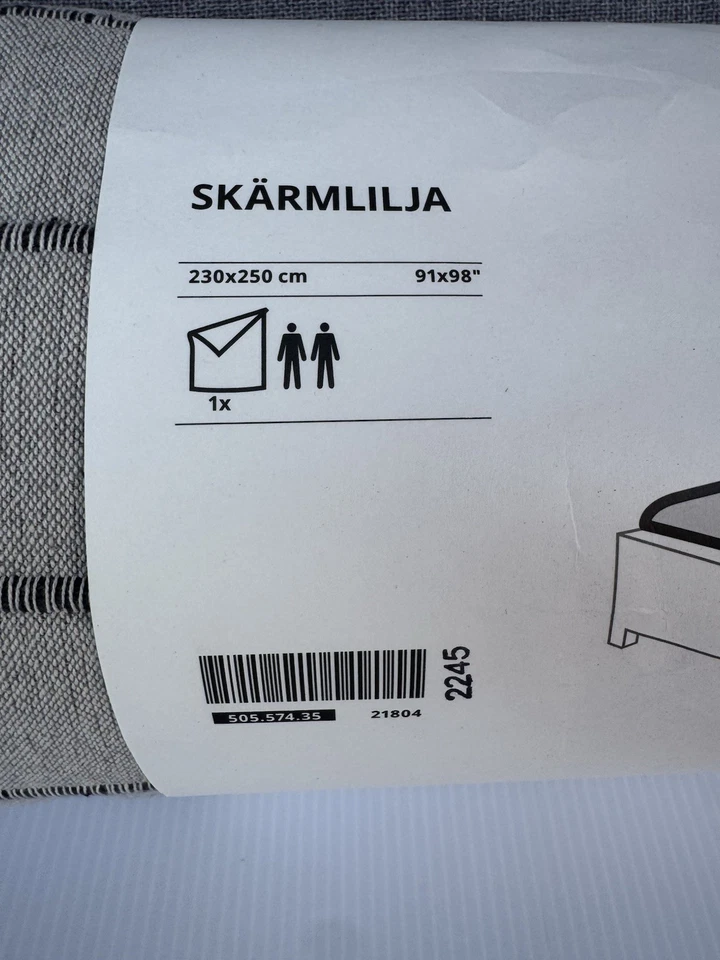 SKÄRMLILJA
230x250 cm 91x98"
1x
2245
505.574.35 21804